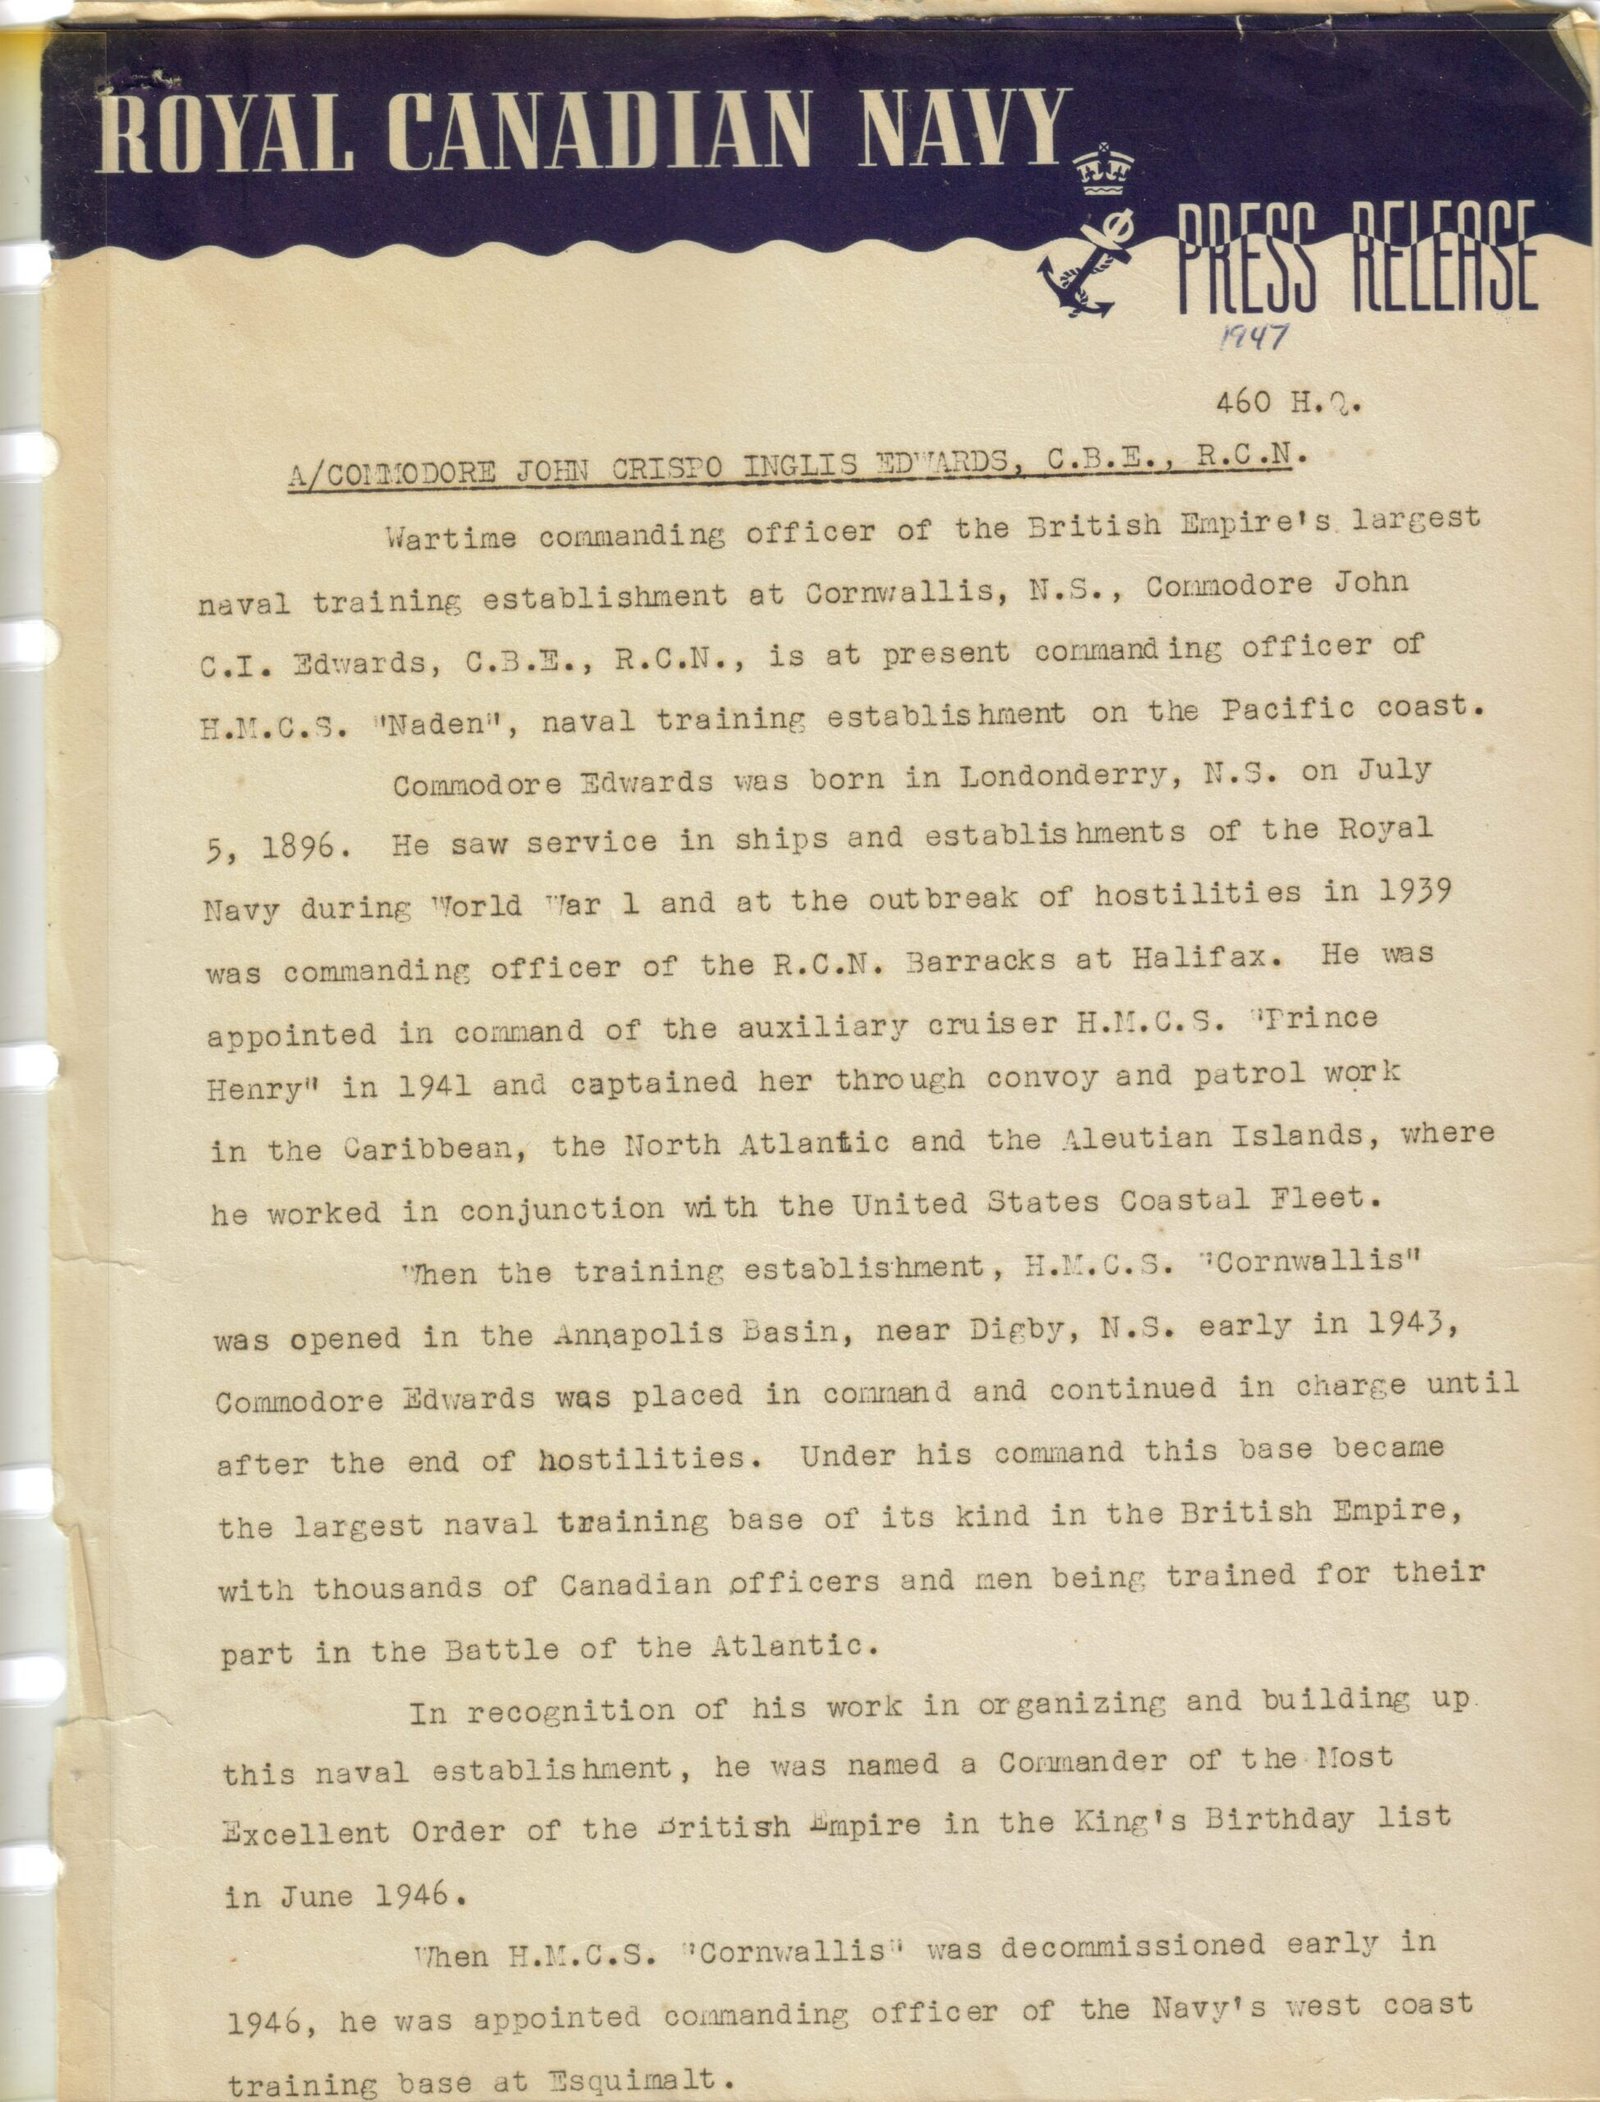 ROYAL CANADIAN NAVY
PRESS RELEASE
1947
460 H.Q.
A/COMMODORE JOHN CRISPO INGLIS EDWARDS, C.B.E., R.C.N.
Wartime commanding officer of the British Empire's largest
naval training establishment at Cornwallis, N.S., Commodore John
C.I. Edwards, C.B.E., R.C.N., is at present commanding officer of
H.M.C.S. "Naden", naval training establishment on the Pacific coast.
Commodore Edwards was born in Londonderry, N.S. on July
5, 1896. He saw service in ships and establishments of the Royal
Navy during World War 1 and at the outbreak of hostilities in 1939
was commanding officer of the R.C.N. Barracks at Halifax. He was
appointed in command of the auxiliary cruiser H.M.C.S. "Prince
Henry" in 1941 and captained her through convoy and patrol work
in the Caribbean, the North Atlantic and the Aleutian Islands, where
he worked in conjunction with the United States Coastal Fleet.
When the training establishment, H.M.C.S. "Cornwallis"
was opened in the Annapolis Basin, near Digby, N.S. early in 1943,
Commodore Edwards was placed in command and continued in charge until
after the end of hostilities. Under his command this base became
the largest naval training base of its kind in the British Empire,
with thousands of Canadian officers and men being trained for their
part in the Battle of the Atlantic.
In recognition of his work in organizing and building up
this naval establishment, he was named a Commander of the Most
Excellent Order of the British Empire in the King's Birthday list
in June 1946.
When H.M.C.S. "Cornwallis" was decommissioned early in
1946, he was appointed commanding officer of the Navy's west coast
training base at Esquimalt.